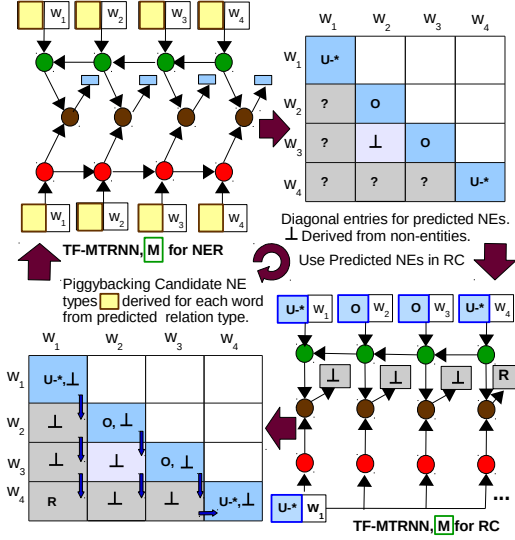 W1 W2 W3 W4
W1 W2 W3 W4
TF-MTRNN, M for NER
W1 W2 W3 W4
W1 U-*
W2 ? O
W3 ? ⊥ O
W4 ? ? ? U-*
Diagonal entries for predicted NEs.
⊥ Derived from non-entities.
Use Predicted NEs in RC
Piggybacking Candidate NE
types derived for each word
from predicted relation type.
W1 W2 W3 W4
W1 U-*,⊥
W2 ⊥ O, ⊥
W3 ⊥ ⊥ O, ⊥
W4 R ⊥ ⊥ U-*,⊥
U-* W1 O W2 O W3 U-* W4
⊥ ⊥ ⊥ R
U-* W1 ...
TF-MTRNN, M for RC